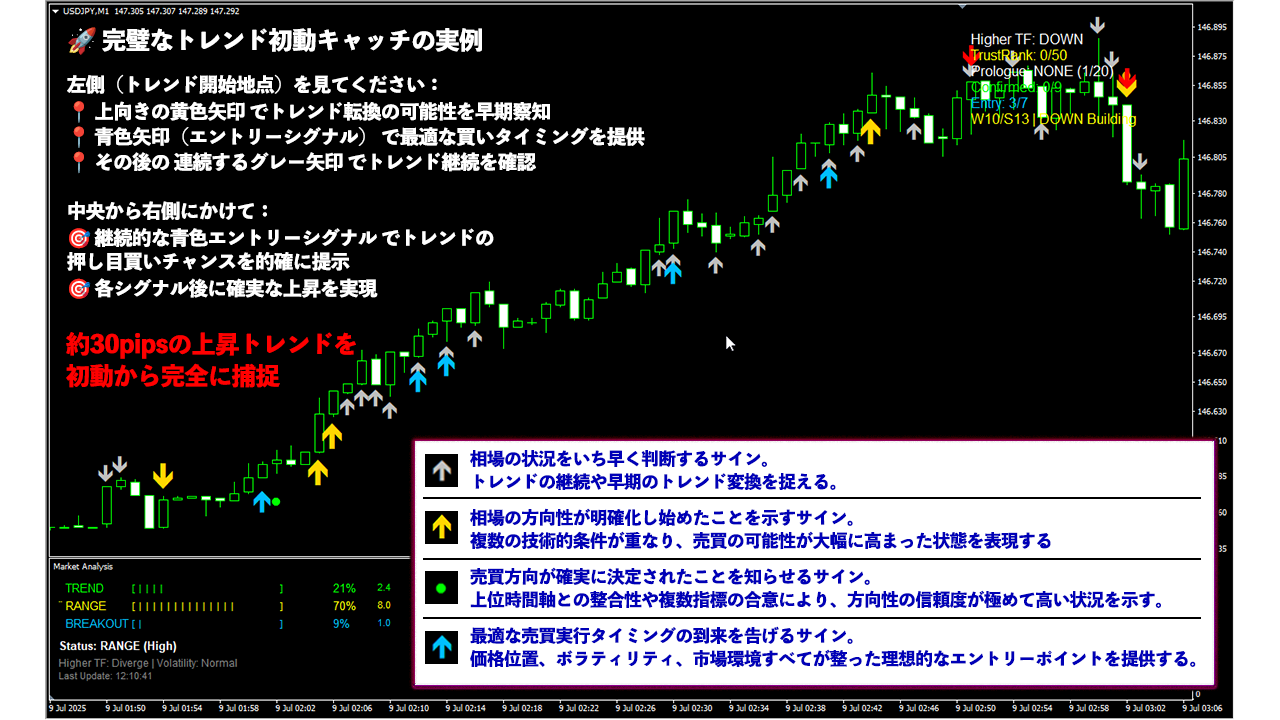 USDJPY,M1 147.305 147.307 147.289 147.292
🚀 完璧なトレンド初動キャッチの実例
左側（トレンド開始地点）を見てください：
📍 上向きの黄色矢印 でトレンド転換の可能性を早期察知
📍 青色矢印（エントリーシグナル） で最適な買いタイミングを提供
📍 その後の 連続するグレー矢印 でトレンド継続を確認
中央から右側にかけて：
🎯 継続的な青色エントリーシグナル でトレンドの
押し目買いチャンスを的確に提示
🎯 各シグナル後に確実な上昇を実現
約30pipsの上昇トレンドを
初動から完全に捕捉
Higher TF: DOWN
TrustRank: 0/50
Prologue: NONE (1/20)
Confirmed: 0/9
Entry: 3/7
W10/S13 | DOWN Building
146.895
146.875
146.855
146.830
146.805
146.780
146.760
146.740
146.720
146.695
146.670
146.650
146.630
10
85
60
35
0
相場の状況をいち早く判断するサイン。
トレンドの継続や早期のトレンド変換を捉える。
相場の方向性が明確化し始めたことを示すサイン。
複数の技術的条件が重なり、売買の可能性が大幅に高まった状態を表現する
売買方向が確実に決定されたことを知らせるサイン。
上位時間軸との整合性や複数指標の合意により、方向性の信頼度が極めて高い状況を示す。
最適な売買実行タイミングの到来を告げるサイン。
価格位置、ボラティリティ、市場環境すべてが整った理想的なエントリーポイントを提供する。
Market Analysis
TREND [|||| ] 21% 2.4
RANGE [|||||||||||||| ] 70% 8.0
BREAKOUT [| ] 9% 1.0
Status: RANGE (High)
Higher TF: Diverge | Volatility: Normal
Last Update: 12:10:41
9 Jul 2025 9 Jul 01:50 9 Jul 01:54 9 Jul 01:58 9 Jul 02:02 9 Jul 02:06 9 Jul 02:10 9 Jul 02:14 9 Jul 02:18 9 Jul 02:22 9 Jul 02:26 9 Jul 02:30 9 Jul 02:34 9 Jul 02:38 9 Jul 02:42 9 Jul 02:46 9 Jul 02:50 9 Jul 02:54 9 Jul 02:58 9 Jul 03:02 9 Jul 03:06